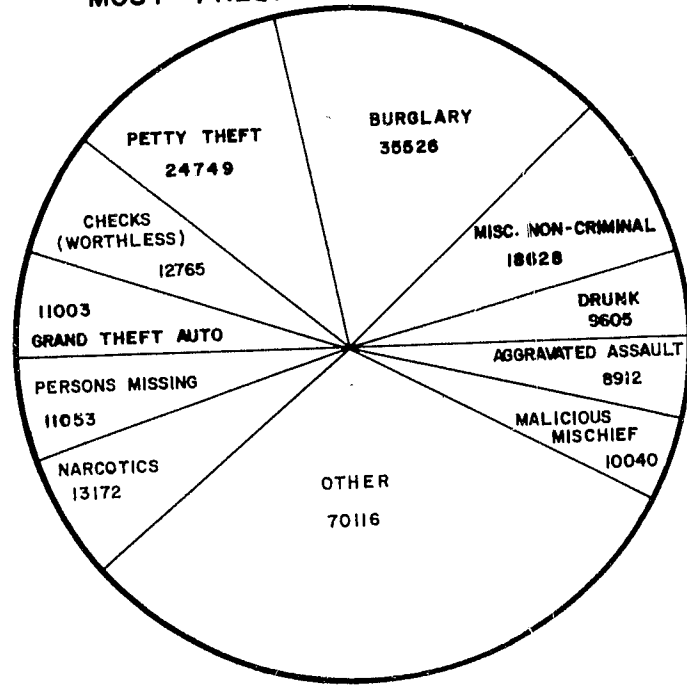 MOST
BURGLARY
35526
PETTY THEFT
24749
MISC. NON-CRIMINAL
18628
CHECKS
(WORTHLESS)
12765
DRUNK
9605
11003
GRAND THEFT AUTO
AGGRAVATED ASSAULT
8912
PERSONS MISSING
11053
MALICIOUS
MISCHIEF
10040
NARCOTICS
13172
OTHER
70116